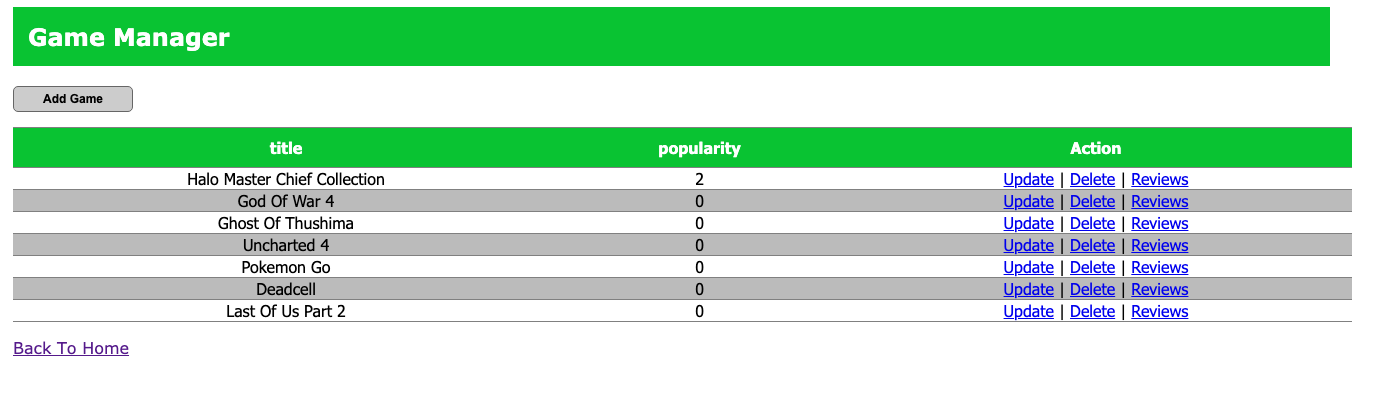 Game Manager
Add Game
title popularity Action
Halo Master Chief Collection 2 Update | Delete | Reviews
God Of War 4 0 Update | Delete | Reviews
Ghost Of Thushima 0 Update | Delete | Reviews
Uncharted 4 0 Update | Delete | Reviews
Pokemon Go 0 Update | Delete | Reviews
Deadcell 0 Update | Delete | Reviews
Last Of Us Part 2 0 Update | Delete | Reviews
Back To Home